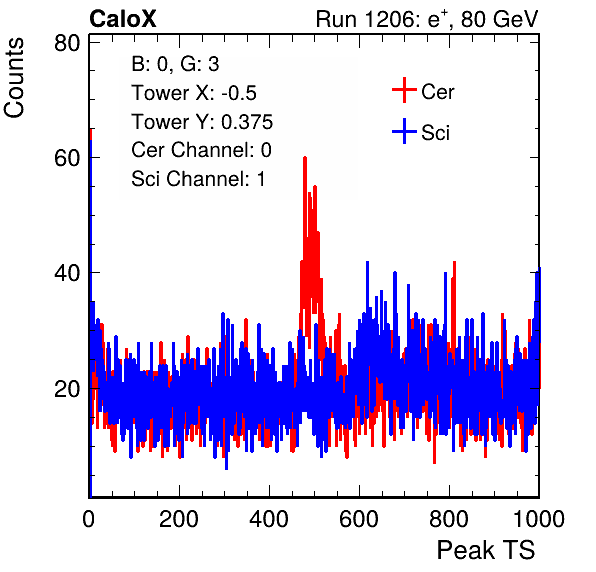 CaloX
Run 1206: e+, 80 GeV
Counts
80
60
40
20
B: 0, G: 3
Tower X: -0.5
Tower Y: 0.375
Cer Channel: 0
Sci Channel: 1
Cer
Sci
0 200 400 600 800 1000
Peak TS